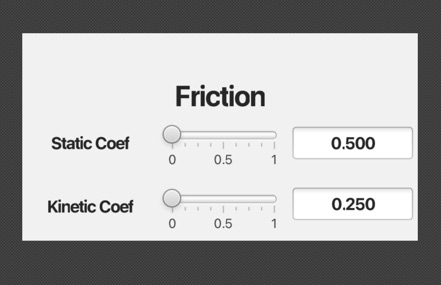 Friction
Static Coef
0 0.5 1
0.500
Kinetic Coef
0 0.5 1
0.250